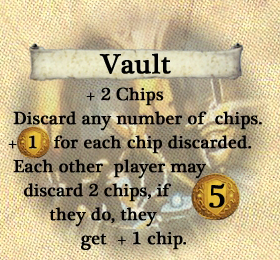 Vault
+ 2 Chips
Discard any number of chips.
+1 for each chip discarded.
Each other player may
discard 2 chips, if
they do, they
get + 1 chip.
5